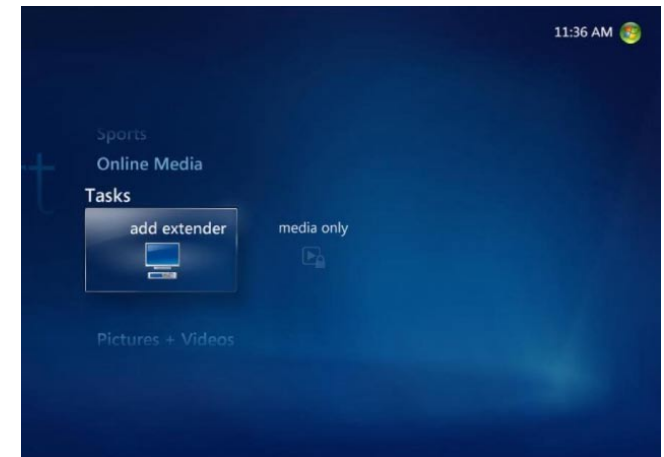 11:36 AM
Sports
Online Media
Tasks
add extender
media only
Pictures + Videos